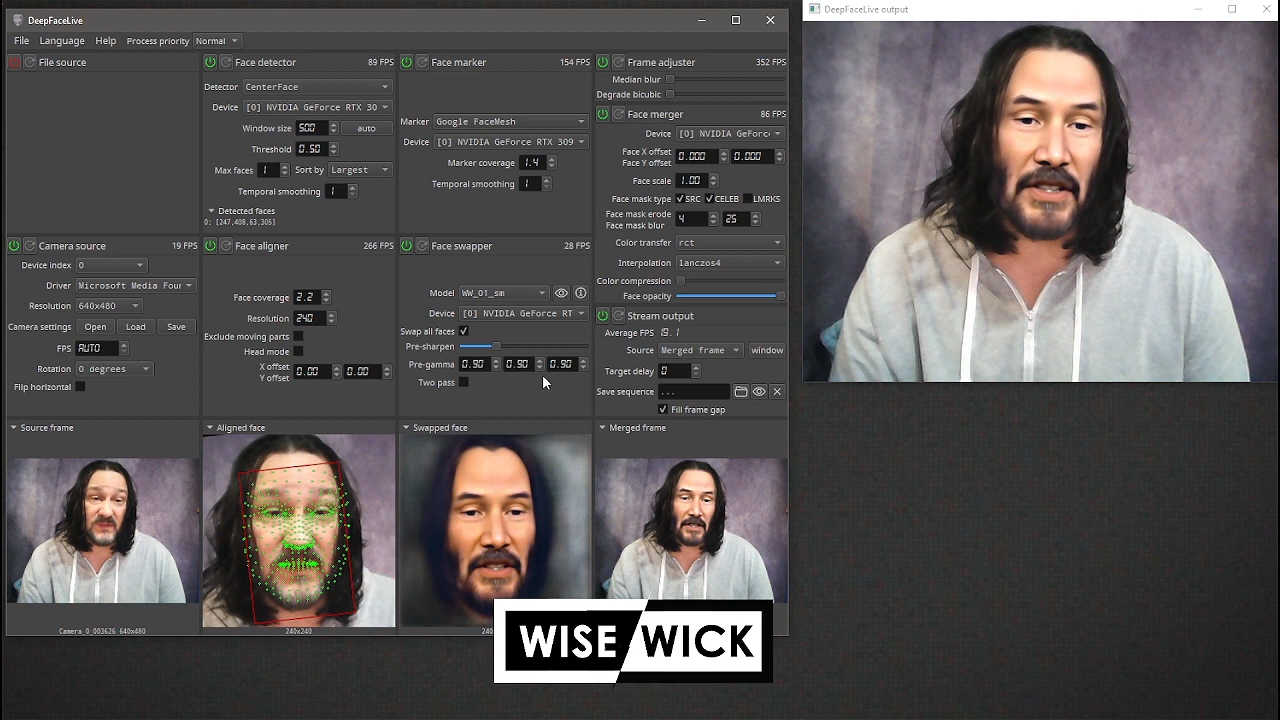 DeepFaceLive
File Language Help Process priority Normal
File source
Face detector 89 FPS
Detector CenterFace
Device [0] NVIDIA GeForce RTX 30
Window size 500 auto
Threshold 0.50
Max faces 1 Sort by Largest
Temporal smoothing 1
Detected faces
0: [247,408,63,305]
Face marker 154 FPS
Marker Google FaceMesh
Device [0] NVIDIA GeForce RTX 309
Marker coverage 1.4
Temporal smoothing 1
Frame adjuster 352 FPS
Median blur
Degrade bicubic
Face merger 86 FPS
Device [0] NVIDIA GeForc
Face X offset
Face Y offset
0.000 0.000
Face scale 1.00
Face mask type SRC CELEB LMRKS
Face mask erode
Face mask blur
4 25
Color transfer rct
Interpolation lanczos4
Color compression
Face opacity
Camera source 19 FPS
Device index 0
Driver Microsoft Media Four
Resolution 640x480
Camera settings Open Load Save
FPS AUTO
Rotation 0 degrees
Flip horizontal
Face aligner 266 FPS
Face coverage 2.2
Resolution 240
Exclude moving parts
Head mode
X offset
Y offset
0.00 0.00
Face swapper 28 FPS
Model WW_01_sm
Device [0] NVIDIA GeForce RT
Swap all faces
Pre-sharpen
Pre-gamma 0.90 0.90 0.90
Two pass
Stream output
Average FPS 19.1
Source Merged frame window
Target delay 0
Save sequence ...
Fill frame gap
Source frame
Camera_0_003626 640x480
Aligned face
240x240
Swapped face
240
Merged frame
DeepFaceLive output
WISE WICK